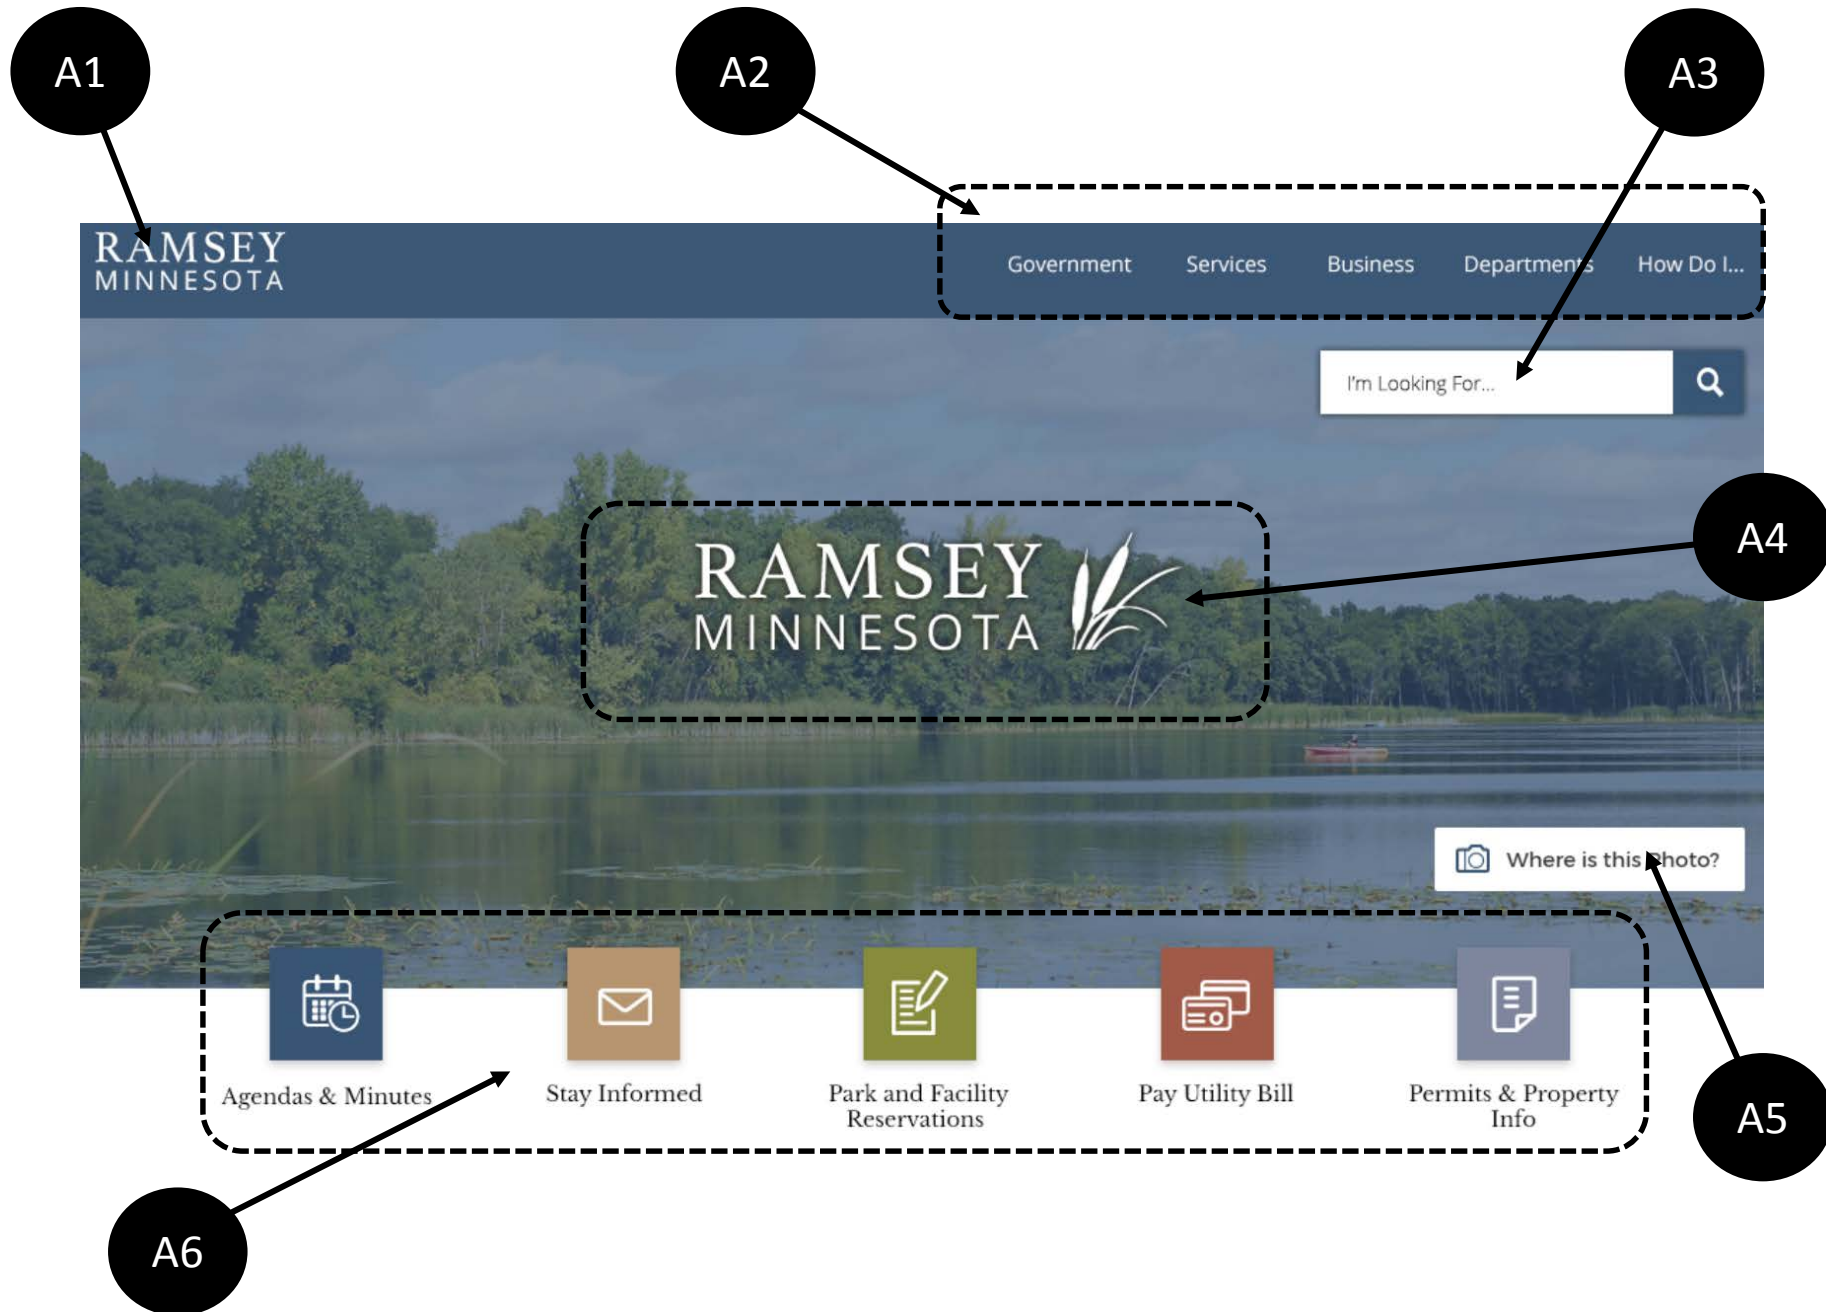 A1
A2
A3
RAMSEY
MINNESOTA
Government Services Business Departments How Do I...
I'm Looking For...
A4
RAMSEY
MINNESOTA
Where is this Photo?
Agendas & Minutes
Stay Informed
Park and Facility
Reservations
Pay Utility Bill
Permits & Property
Info
A5
A6